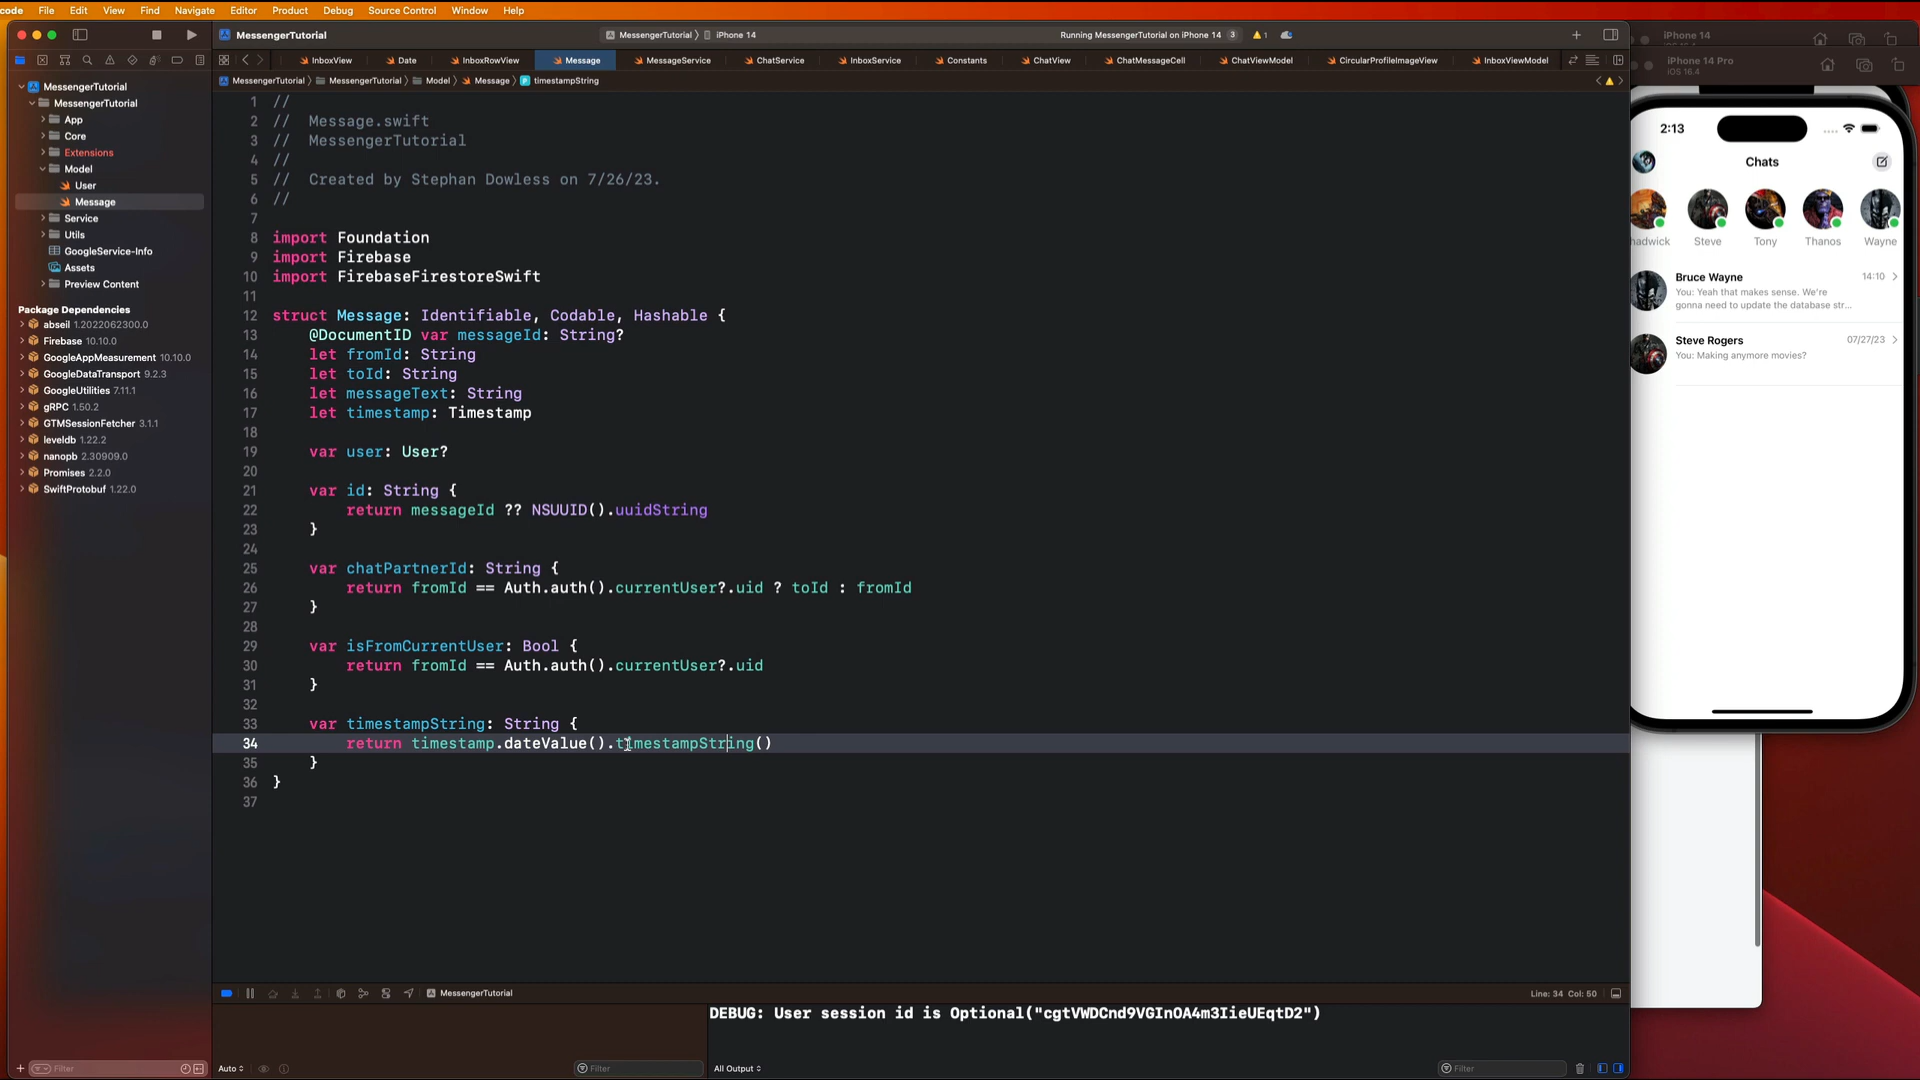 code File Edit View Find Navigate Editor Product Debug Source Control Window Help
MessengerTutorial
MessengerTutorial 〉 iPhone 14
Running MessengerTutorial on iPhone 14 3 1
InboxView Date InboxRowView Message MessageService ChatService InboxService Constants ChatView ChatMessageCell ChatViewModel CircularProfileImageView InboxViewModel
MessengerTutorial 〉 MessengerTutorial 〉 Model 〉 Message 〉 timestampString
MessengerTutorial
MessengerTutorial
App
Core
Extensions
Model
User
Message
Service
Utils
GoogleService-Info
Assets
Preview Content
Package Dependencies
abseil 1.2022062300.0
Firebase 10.10.0
GoogleAppMeasurement 10.10.0
GoogleDataTransport 9.2.3
GoogleUtilities 7.11.1
gRPC 1.50.2
GTMSessionFetcher 3.1.1
leveldb 1.22.2
nanopb 2.30909.0
Promises 2.2.0
SwiftProtobuf 1.22.0
Filter
1 //
2 // Message.swift
3 // MessengerTutorial
4 //
5 // Created by Stephan Dowless on 7/26/23.
6 //
7
8 import Foundation
9 import Firebase
10 import FirebaseFirestoreSwift
11
12 struct Message: Identifiable, Codable, Hashable {
13 @DocumentID var messageId: String?
14 let fromId: String
15 let toId: String
16 let messageText: String
17 let timestamp: Timestamp
18
19 var user: User?
20
21 var id: String {
22 return messageId ?? NSUUID().uuidString
23 }
24
25 var chatPartnerId: String {
26 return fromId == Auth.auth().currentUser?.uid ? toId : fromId
27 }
28
29 var isFromCurrentUser: Bool {
30 return fromId == Auth.auth().currentUser?.uid
31 }
32
33 var timestampString: String {
34 return timestamp.dateValue().timestampString()
35 }
36 }
37
MessengerTutorial
Line: 34 Col: 50
DEBUG: User session id is Optional("cgtVWDCnd9VGInOA4m3IieUEqtD2")
Auto
Filter
All Output
Filter
iPhone 14
iPhone 14 Pro
iOS 16.4
2:13
Chats
hadwick Steve Tony Thanos Wayne
Bruce Wayne 14:10
You: Yeah that makes sense. We're
gonna need to update the database str...
Steve Rogers 07/27/23
You: Making anymore movies?